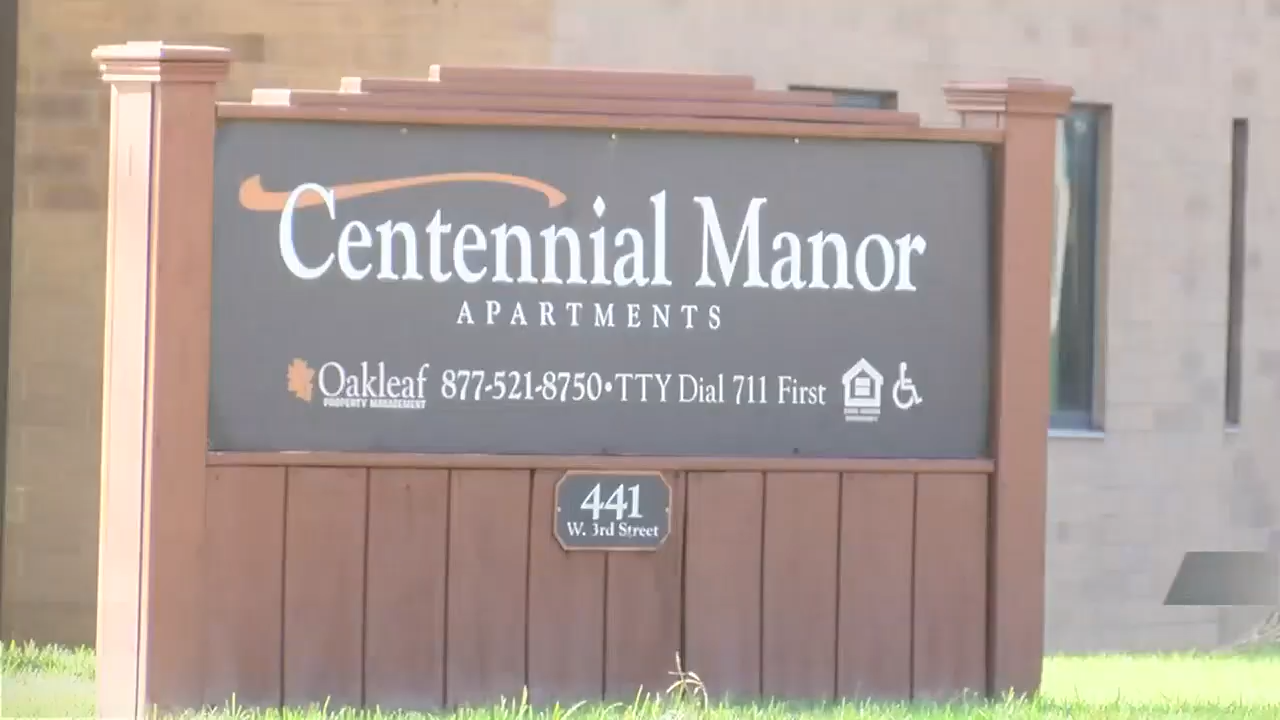 Centennial Manor
APARTMENTS
Oakleaf 877-521-8750•TTY Dial 711 First
PROPERTY MANAGEMENT
441
W. 3rd Street